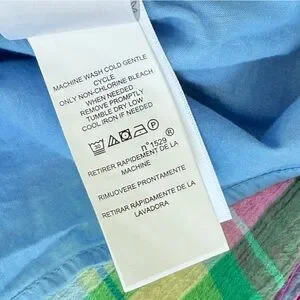 M
MACHINE WASH COLD GENTLE
CYCLE
ONLY NON-CHLORINE BLEACH
WHEN NEEDED
REMOVE PROMPTLY
TUMBLE DRY LOW
COOL IRON IF NEEDED
P
n°1529 ®
RETIRER RAPIDEMENT DE LA
MACHINE
RIMUOVERE PRONTAMENTE
RETIRAR RÁPIDAMENTE DE LA
LAVADORA